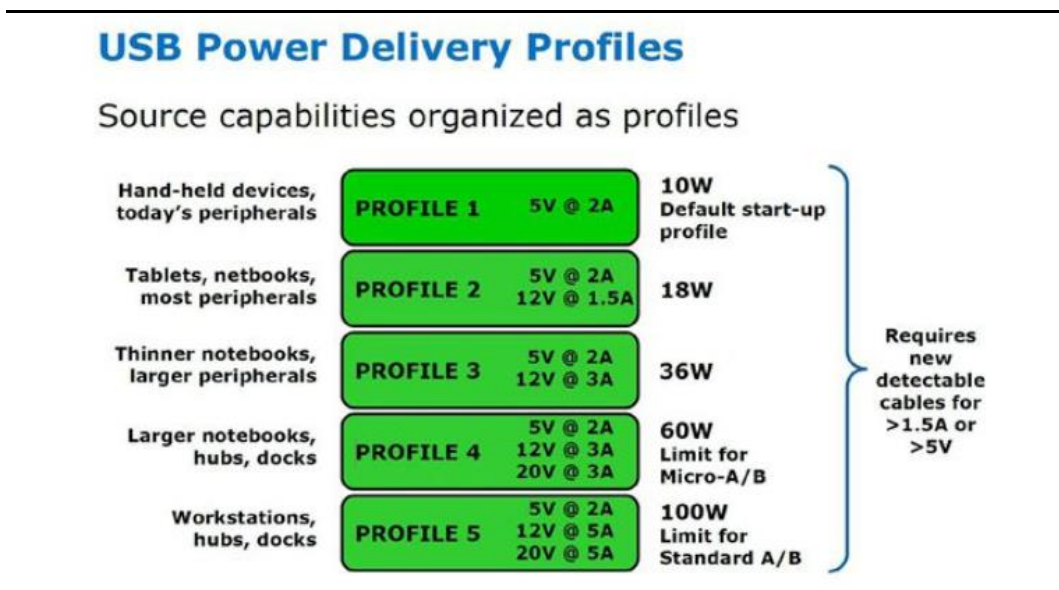 USB Power Delivery Profiles
Source capabilities organized as profiles
Hand-held devices,
today's peripherals
PROFILE 1
5V @ 2A
10W
Default start-up
profile
Tablets, netbooks,
most peripherals
PROFILE 2
5V @ 2A
12V @ 1.5A
18W
Thinner notebooks,
larger peripherals
PROFILE 3
5V @ 2A
12V @ 3A
36W
Larger notebooks,
hubs, docks
PROFILE 4
5V @ 2A
12V @ 3A
20V @ 3A
60W
Limit for
Micro-A/B
Workstations,
hubs, docks
PROFILE 5
5V @ 2A
12V @ 5A
20V @ 5A
100W
Limit for
Standard A/B
Requires
new
detectable
cables for
>1.5A or
>5V